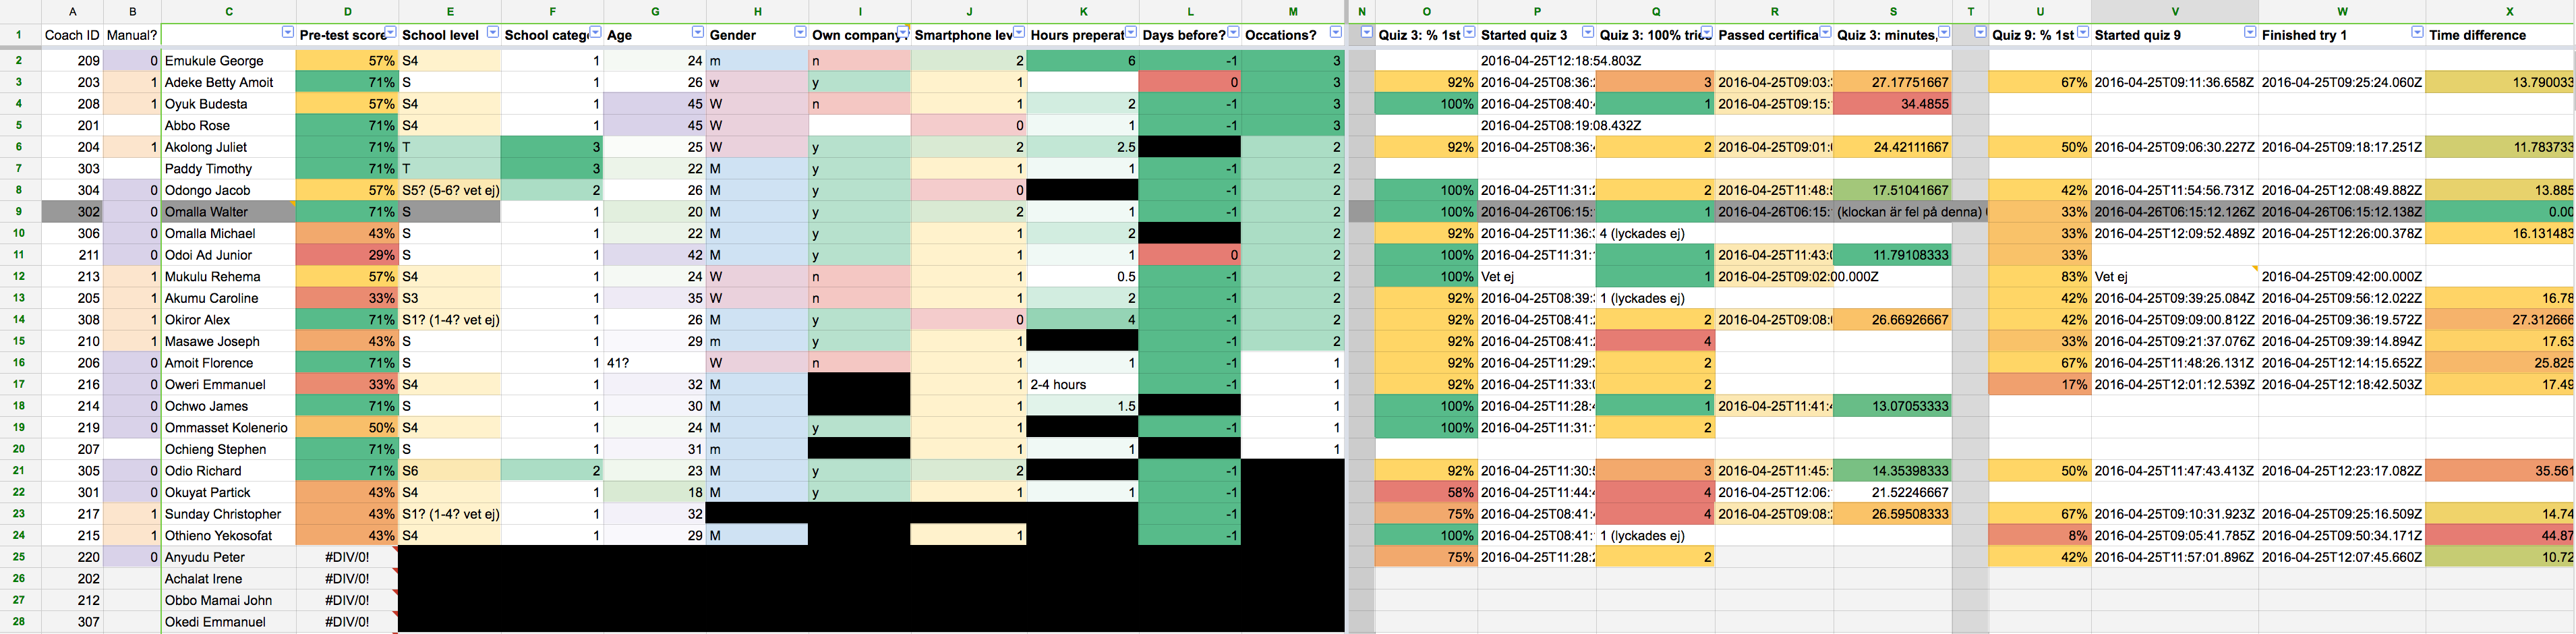 A B C D E F G H I J K L M N O P Q R S T U V W X
1 Coach ID Manual? Pre-test score School level School categ Age Gender Own company? Smartphone lev Hours preperat Days before? Occations? Quiz 3: % 1st Started quiz 3 Quiz 3: 100% trie Passed certifica Quiz 3: minutes, Quiz 9: % 1st Started quiz 9 Finished try 1 Time difference
2 209 0 Emukule George 57% S4 1 24 m n 2 6 -1 3 2016-04-25T12:18:54.803Z
3 203 1 Adeke Betty Amoit 71% S 1 26 w y 1 0 3 92% 2016-04-25T08:36: 3 2016-04-25T09:03: 27.17751667 67% 2016-04-25T09:11:36.658Z 2016-04-25T09:25:24.060Z 13.790033
4 208 1 Oyuk Budesta 57% S4 1 45 W n 1 2 -1 3 100% 2016-04-25T08:40: 1 2016-04-25T09:15: 34.4855
5 201 Abbo Rose 71% S4 1 45 W 0 1 -1 3 2016-04-25T08:19:08.432Z
6 204 1 Akolong Juliet 71% T 3 25 W y 2 2.5 2 92% 2016-04-25T08:36: 2 2016-04-25T09:01: 24.42111667 50% 2016-04-25T09:06:30.227Z 2016-04-25T09:18:17.251Z 11.783733
7 303 Paddy Timothy 71% T 3 22 M y 1 1 -1 2
8 304 0 Odongo Jacob 57% S5? (5-6? vet ej) 2 26 M y 0 -1 2 100% 2016-04-25T11:31:2 2 2016-04-25T11:48: 17.51041667 42% 2016-04-25T11:54:56.731Z 2016-04-25T12:08:49.882Z 13.885
9 302 0 Omalla Walter 71% S 1 20 M y 2 1 -1 2 100% 2016-04-26T06:15: 1 2016-04-26T06:15: (klockan är fel på denna) 33% 2016-04-26T06:15:12.126Z 2016-04-26T06:15:12.138Z 0.00
10 306 0 Omalla Michael 43% S 1 22 M y 1 2 2 92% 2016-04-25T11:36: 4 (lyckades ej) 33% 2016-04-25T12:09:52.489Z 2016-04-25T12:26:00.378Z 16.131483
11 211 0 Odoi Ad Junior 29% S 1 42 M y 1 1 0 2 100% 2016-04-25T11:31: 1 2016-04-25T11:43: 11.79108333 33%
12 213 1 Mukulu Rehema 57% S4 1 24 W n 1 0.5 -1 2 100% Vet ej 1 2016-04-25T09:02:00.000Z 83% Vet ej 2016-04-25T09:42:00.000Z
13 205 1 Akumu Caroline 33% S3 1 35 W n 1 2 -1 2 92% 2016-04-25T08:39: 1 (lyckades ej) 42% 2016-04-25T09:39:25.084Z 2016-04-25T09:56:12.022Z 16.78
14 308 1 Okiror Alex 71% S1? (1-4? vet ej) 1 26 M y 0 4 -1 2 92% 2016-04-25T08:41: 2 2016-04-25T09:08: 26.66926667 42% 2016-04-25T09:09:00.812Z 2016-04-25T09:36:19.572Z 27.312666
15 210 1 Masawe Joseph 43% S 1 29 m y 1 -1 2 92% 2016-04-25T08:41: 4 33% 2016-04-25T09:21:37.076Z 2016-04-25T09:39:14.894Z 17.63
16 206 0 Amoit Florence 71% S 1 41? W n 1 1 -1 1 92% 2016-04-25T11:29: 2 67% 2016-04-25T11:48:26.131Z 2016-04-25T12:14:15.652Z 25.825
17 216 0 Oweri Emmanuel 33% S4 1 32 M 1 2-4 hours -1 1 92% 2016-04-25T11:33: 2 17% 2016-04-25T12:01:12.539Z 2016-04-25T12:18:42.503Z 17.49
18 214 0 Ochwo James 71% S 1 30 M 1 1.5 1 100% 2016-04-25T11:28: 1 2016-04-25T11:41: 13.07053333
19 219 0 Ommasset Kolenerio 50% S4 1 24 M y 1 -1 1 100% 2016-04-25T11:31: 2
20 207 Ochieng Stephen 71% S 1 31 m 1 1 1
21 305 0 Odio Richard 71% S6 2 23 M y 2 -1 92% 2016-04-25T11:30: 3 2016-04-25T11:45: 14.35398333 50% 2016-04-25T11:47:43.413Z 2016-04-25T12:23:17.082Z 35.561
22 301 0 Okuyat Partick 43% S4 1 18 M y 1 1 -1 58% 2016-04-25T11:44: 4 2016-04-25T12:06: 21.52246667
23 217 1 Sunday Christopher 43% S1? (1-4? vet ej) 1 32 -1 75% 2016-04-25T08:41: 4 2016-04-25T09:08: 26.59508333 67% 2016-04-25T09:10:31.923Z 2016-04-25T09:25:16.509Z 14.74
24 215 1 Othieno Yekosofat 43% S4 1 29 M 1 -1 100% 2016-04-25T08:41: 1 (lyckades ej) 8% 2016-04-25T09:05:41.785Z 2016-04-25T09:50:34.171Z 44.87
25 220 0 Anyudu Peter #DIV/0! 75% 2016-04-25T11:28: 2 42% 2016-04-25T11:57:01.896Z 2016-04-25T12:07:45.660Z 10.72
26 202 Achalat Irene #DIV/0!
27 212 Obbo Mamai John #DIV/0!
28 307 Okedi Emmanuel #DIV/0!